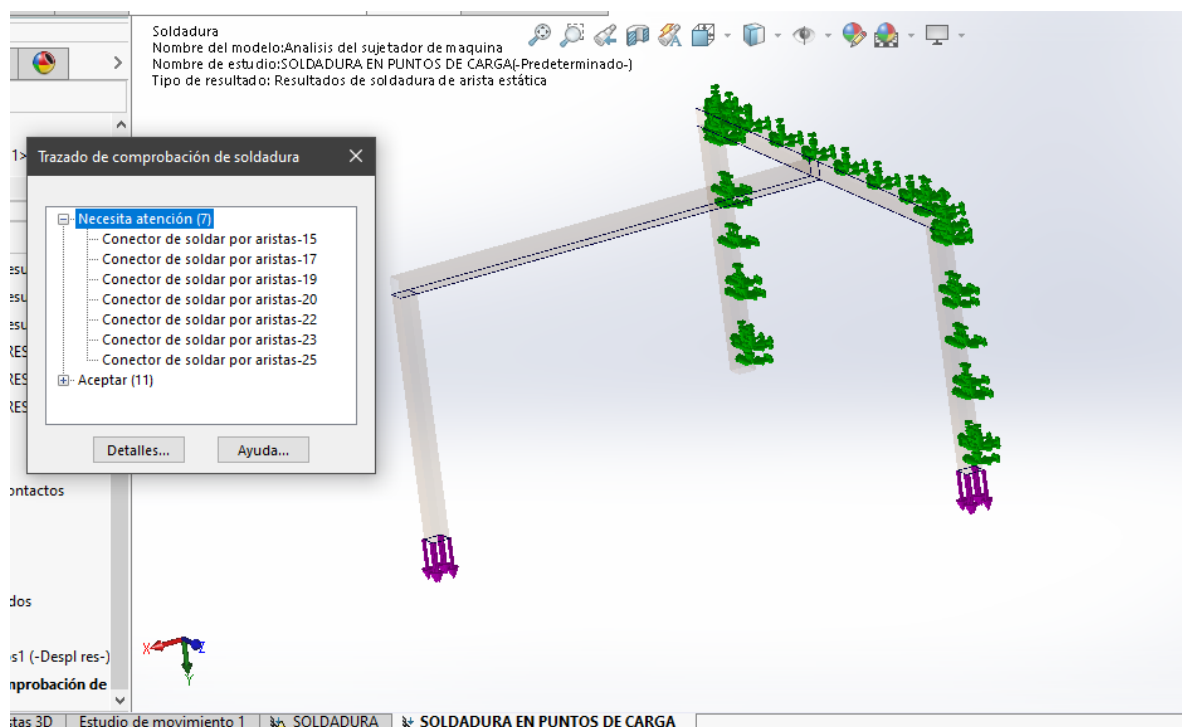 Soldadura
Nombre del modelo:Analisis del sujetador de maquina
Nombre de estudio:SOLDADURA EN PUNTOS DE CARGA(-Predeterminado-)
Tipo de resultado: Resultados de soldadura de arista estática
1>
Trazado de comprobación de soldadura
Necesita atención (7)
Conector de soldar por aristas-15
Conector de soldar por aristas-17
Conector de soldar por aristas-19
Conector de soldar por aristas-20
Conector de soldar por aristas-22
Conector de soldar por aristas-23
Conector de soldar por aristas-25
Aceptar (11)
Detalles...
Ayuda...
ontactos
dos
s1 (-Despl res-)
mprobación de
X
Z
Y
stas 3D
Estudio de movimiento 1
SOLDADURA
SOLDADURA EN PUNTOS DE CARGA